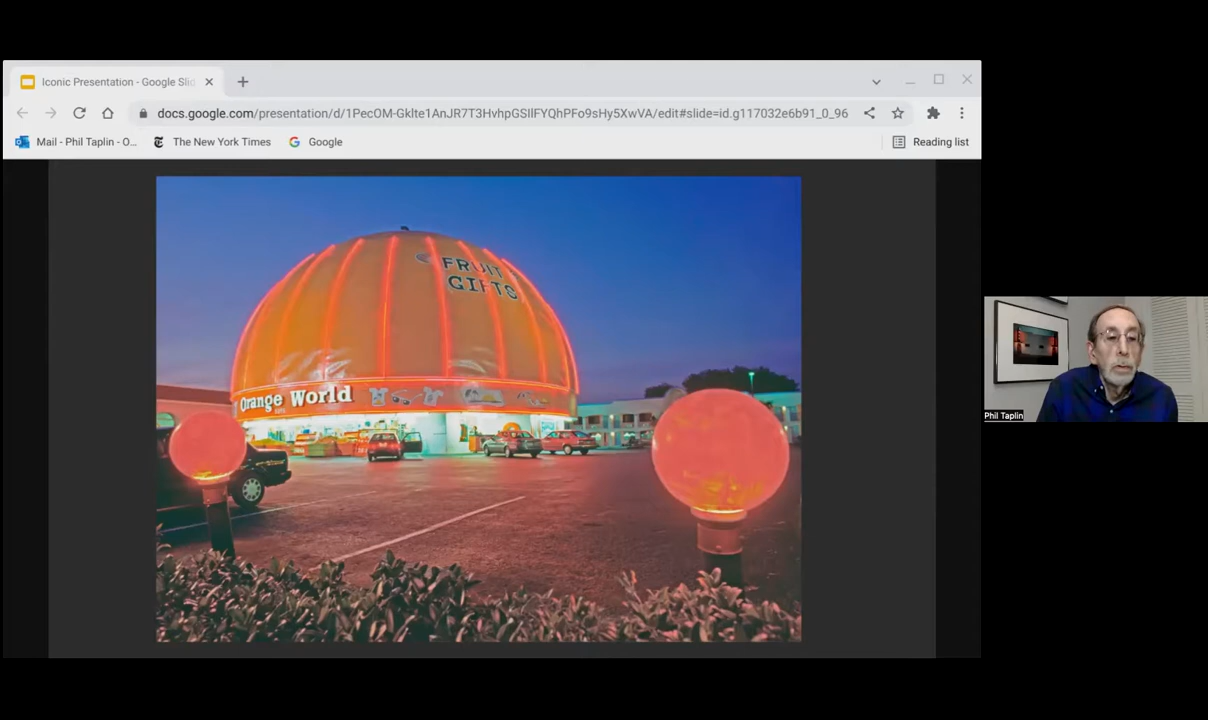 Iconic Presentation - Google Slid
docs.google.com/presentation/d/1PecOM-Gklte1AnJR7T3HvhpGSIlFYQhPFo9sHy5XwVA/edit#slide=id.g117032e6b91_0_96
Mail - Phil Taplin - O...
The New York Times
Google
Reading list
FRUIT
GIFTS
Orange World
Phil Taplin